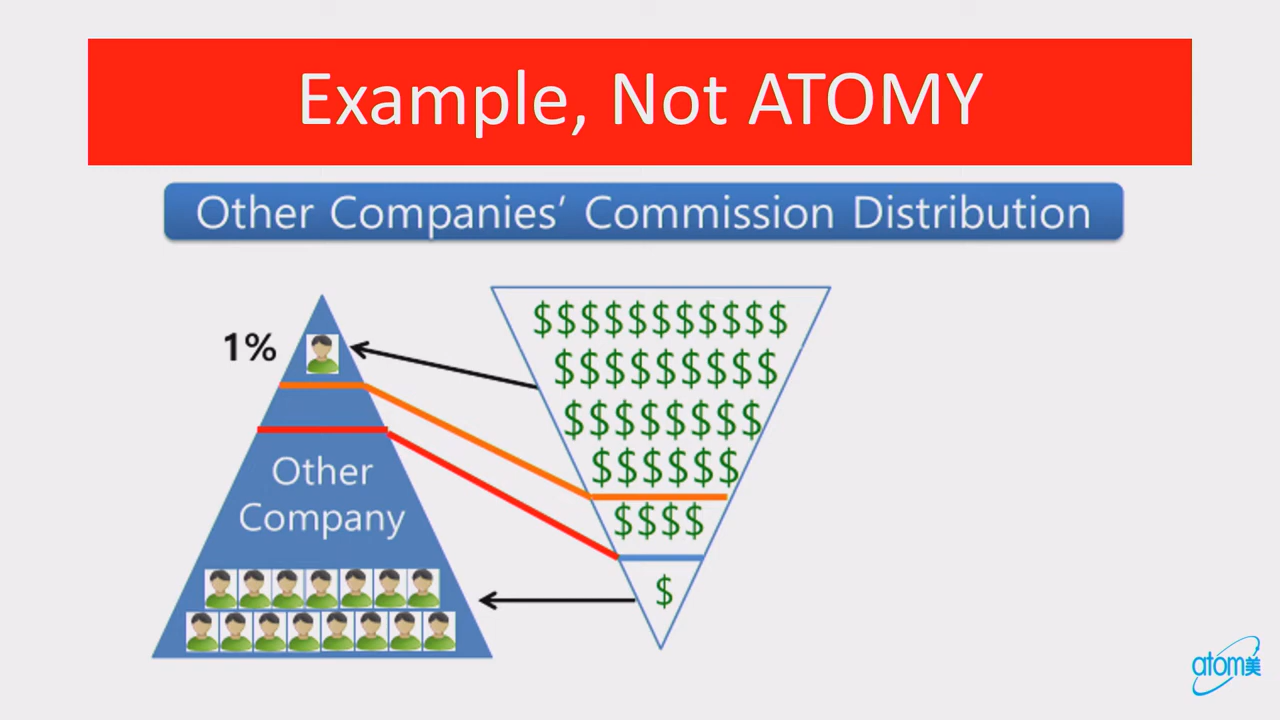 Example, Not ATOMY
Other Companies’ Commission Distribution
1%
$$$$$$$$$$$
$$$$$$$$$
$$$$$$$$
$$$$$$
$$$$
$
Other
Company
atom美